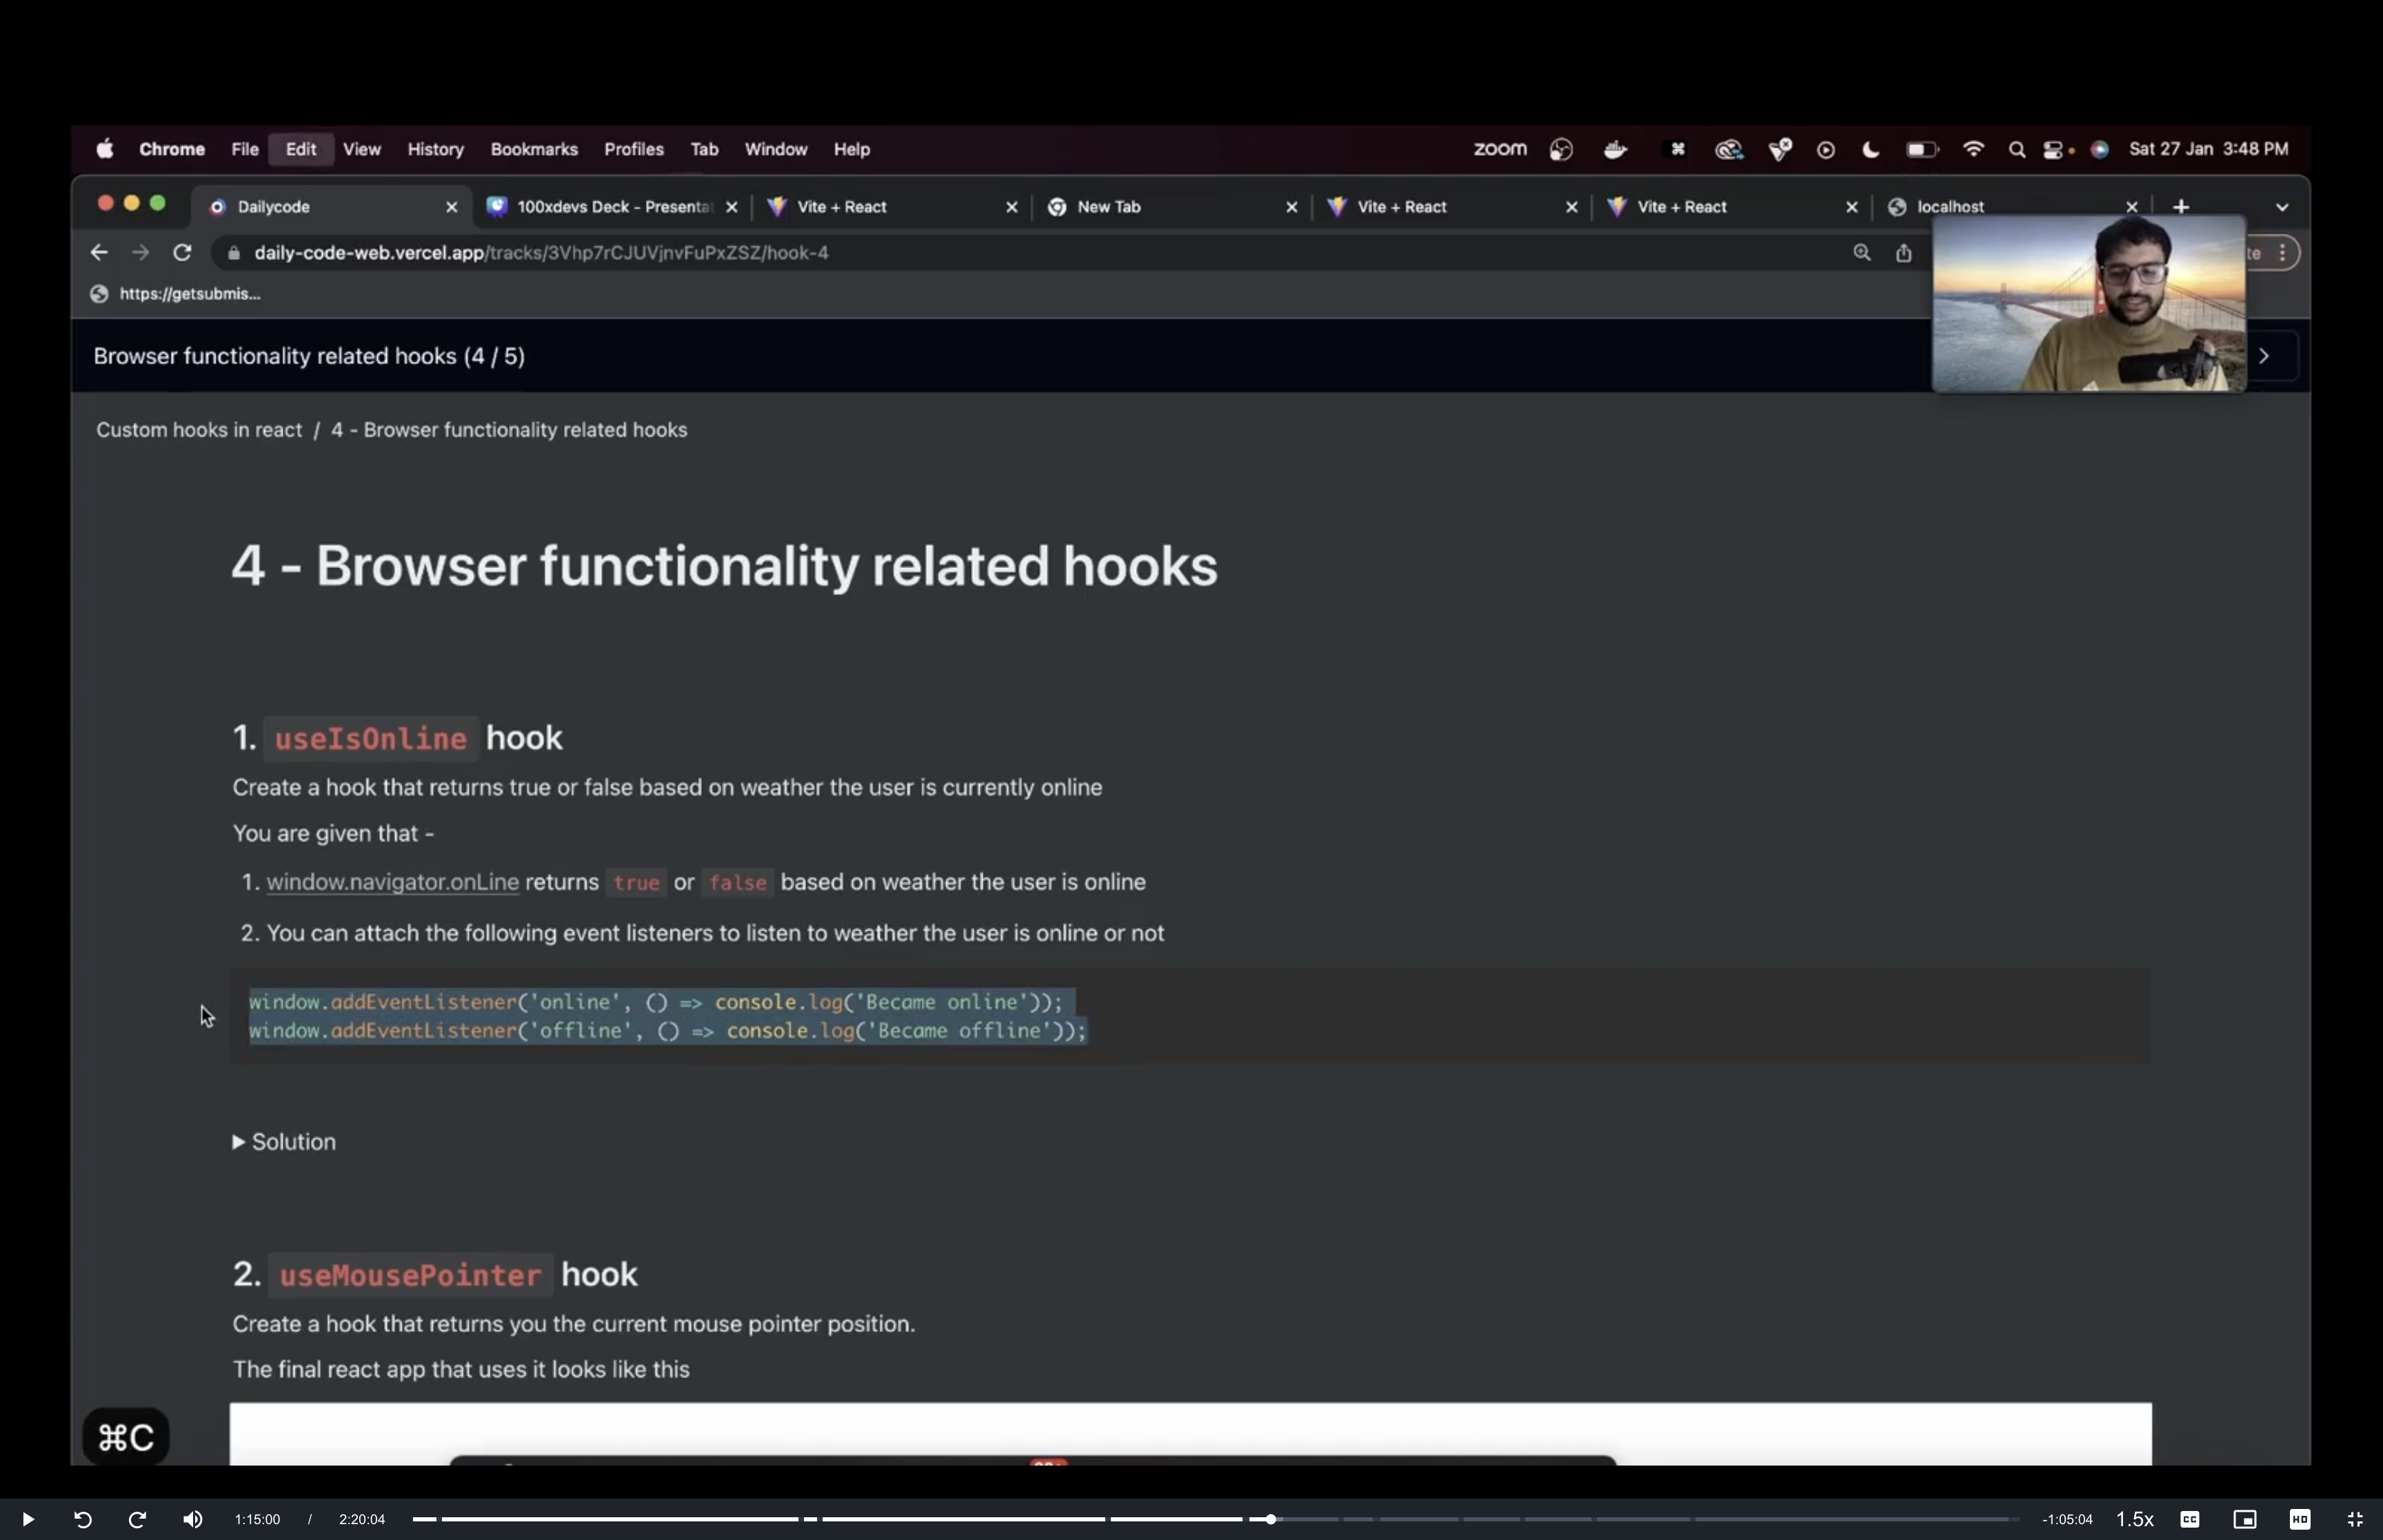 Chrome File Edit View History Bookmarks Profiles Tab Window Help zoom Sat 27 Jan 3:48 PM
Dailycode 100xdevs Deck - Presenta Vite + React New Tab Vite + React Vite + React localhost
daily-code-web.vercel.app/tracks/3Vhp7rCJUVjnvFuPxZSZ/hook-4 te
https://getsubmis...
Browser functionality related hooks (4 / 5)
Custom hooks in react / 4 - Browser functionality related hooks
4 - Browser functionality related hooks
1. useIsOnline hook
Create a hook that returns true or false based on weather the user is currently online
You are given that -
1. window.navigator.onLine returns true or false based on weather the user is online
2. You can attach the following event listeners to listen to weather the user is online or not
window.addEventListener('online', () => console.log('Became online'));
window.addEventListener('offline', () => console.log('Became offline'));
▶ Solution
2. useMousePointer hook
Create a hook that returns you the current mouse pointer position.
The final react app that uses it looks like this
⌘C
1:15:00 / 2:20:04 -1:05:04 1.5x CC HD